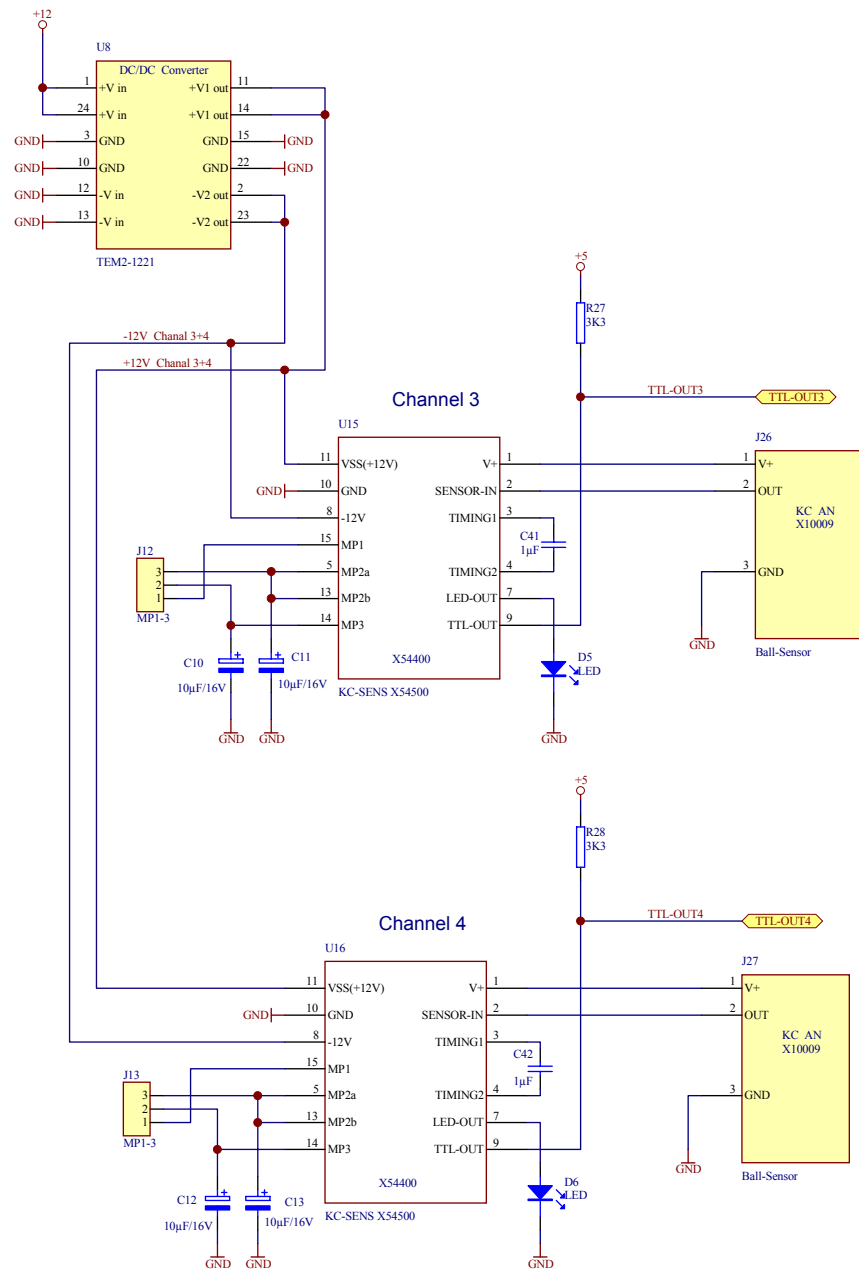 +12
U8
DC/DC Converter
1 +V in +V1 out 11
24 +V in +V1 out 14
GND 3 GND GND 15 GND
GND 10 GND GND 22 GND
GND 12 -V in -V2 out 2
GND 13 -V in -V2 out 23
TEM2-1221
+5
R27
3K3
-12V Chanal 3+4
+12V Chanal 3+4
Channel 3
TTL-OUT3 TTL-OUT3
U15
J26
11 VSS(+12V) V+ 1 1 V+
GND 10 GND SENSOR-IN 2 2 OUT
KC AN
X10009
8 -12V TIMING1 3
C41
1µF
15 MP1
J12
3 5 MP2a TIMING2 4 3 GND
2
1 13 MP2b LED-OUT 7
MP1-3
14 MP3 TTL-OUT 9
GND
C10 + C11 +
10µF/16V 10µF/16V
X54400
D5
LED
Ball-Sensor
KC-SENS X54500
GND GND GND
+5
R28
3K3
Channel 4
TTL-OUT4 TTL-OUT4
U16
J27
11 VSS(+12V) V+ 1 1 V+
GND 10 GND SENSOR-IN 2 2 OUT
KC AN
X10009
8 -12V TIMING1 3
C42
1µF
15 MP1
J13
3 5 MP2a TIMING2 4 3 GND
2
1 13 MP2b LED-OUT 7
MP1-3
14 MP3 TTL-OUT 9
GND
C12 + C13 +
10µF/16V 10µF/16V
X54400
D6
LED
Ball-Sensor
KC-SENS X54500
GND GND GND